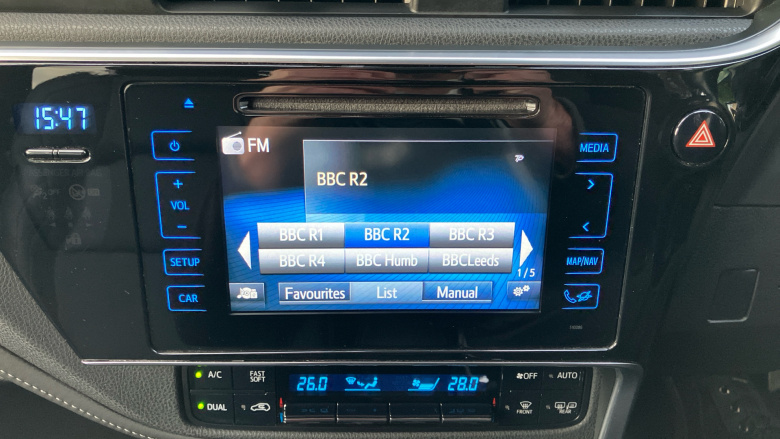 15:47
FM
MEDIA
TP
BBC R2
+
VOL
-
BBC R1 BBC R2 BBC R3
BBC R4 BBC Humb BBCLeeds
1/5
SETUP
MAP/NAV
CAR
Favourites List Manual
A/C
FAST
SOFT
26.0
28.0
OFF
AUTO
DUAL
FRONT
REAR